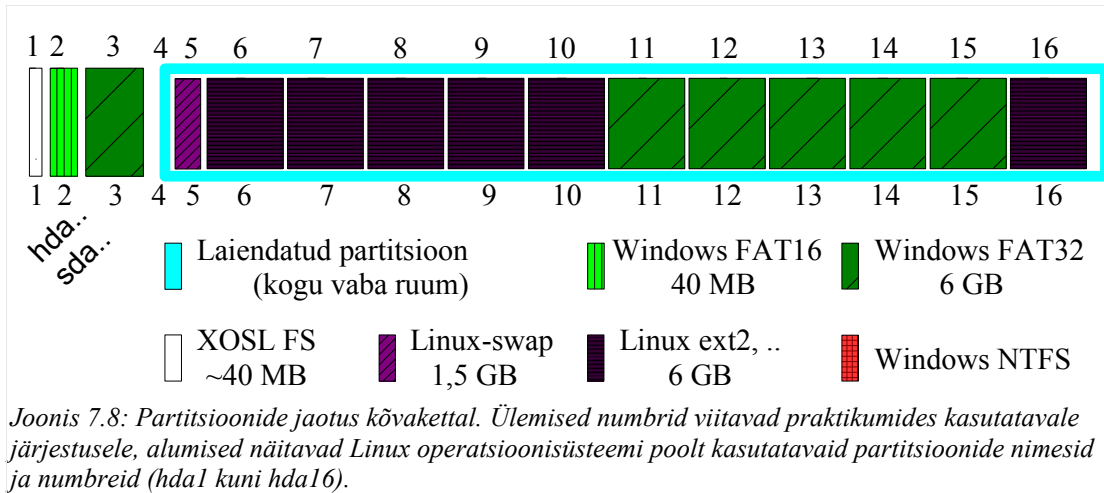 1 2 3 4 5 6 7 8 9 10 11 12 13 14 15 16
1 2 3 4 5 6 7 8 9 10 11 12 13 14 15 16
hda..
sda..
Laiendatud partitsioon
(kogu vaba ruum)
Windows FAT16
40 MB
Windows FAT32
6 GB
XOSL FS
~40 MB
Linux-swap
1,5 GB
Linux ext2, ..
6 GB
Windows NTFS
Joonis 7.8: Partitsioonide jaotus kõvakettal. Ülemised numbrid viitavad praktikumides kasutatavale
järjestusele, alumised näitavad Linux operatsioonisüsteemi poolt kasutatavaid partitsioonide nimesid
ja numbreid (hda1 kuni hda16).